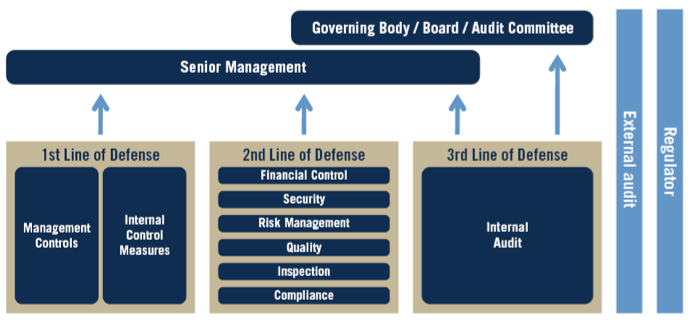 Governing Body / Board / Audit Committee
Senior Management
1st Line of Defense
Management
Controls
Internal
Control
Measures
2nd Line of Defense
Financial Control
Security
Risk Management
Quality
Inspection
Compliance
3rd Line of Defense
Internal
Audit
External audit
Regulator